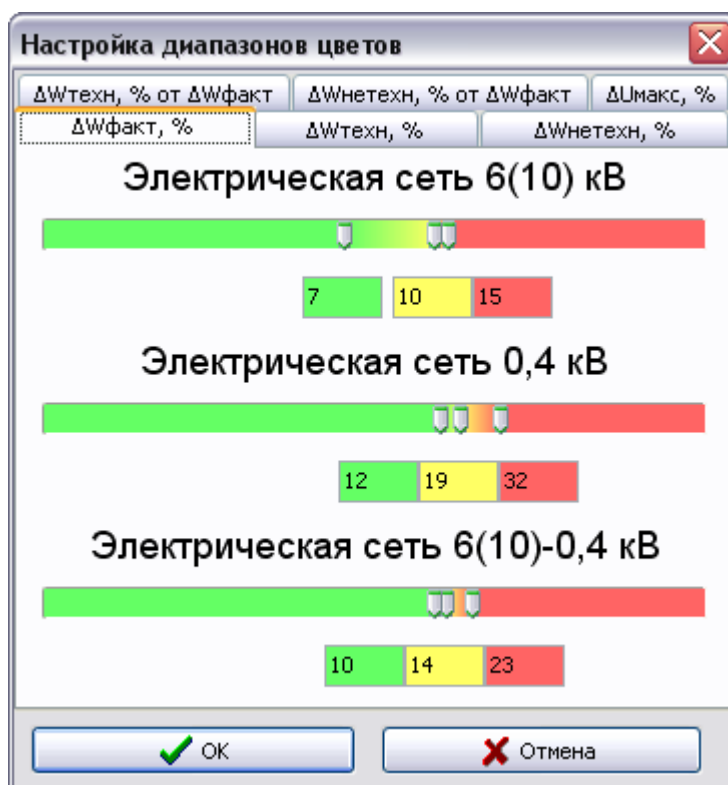 Настройка диапазонов цветов
ΔWтехн, % от ΔWфакт ΔWнетехн, % от ΔWфакт ΔUмакс, %
ΔWфакт, % ΔWтехн, % ΔWнетехн, %
Электрическая сеть 6(10) кВ
7 10 15
Электрическая сеть 0,4 кВ
12 19 32
Электрическая сеть 6(10)-0,4 кВ
10 14 23
OK Отмена